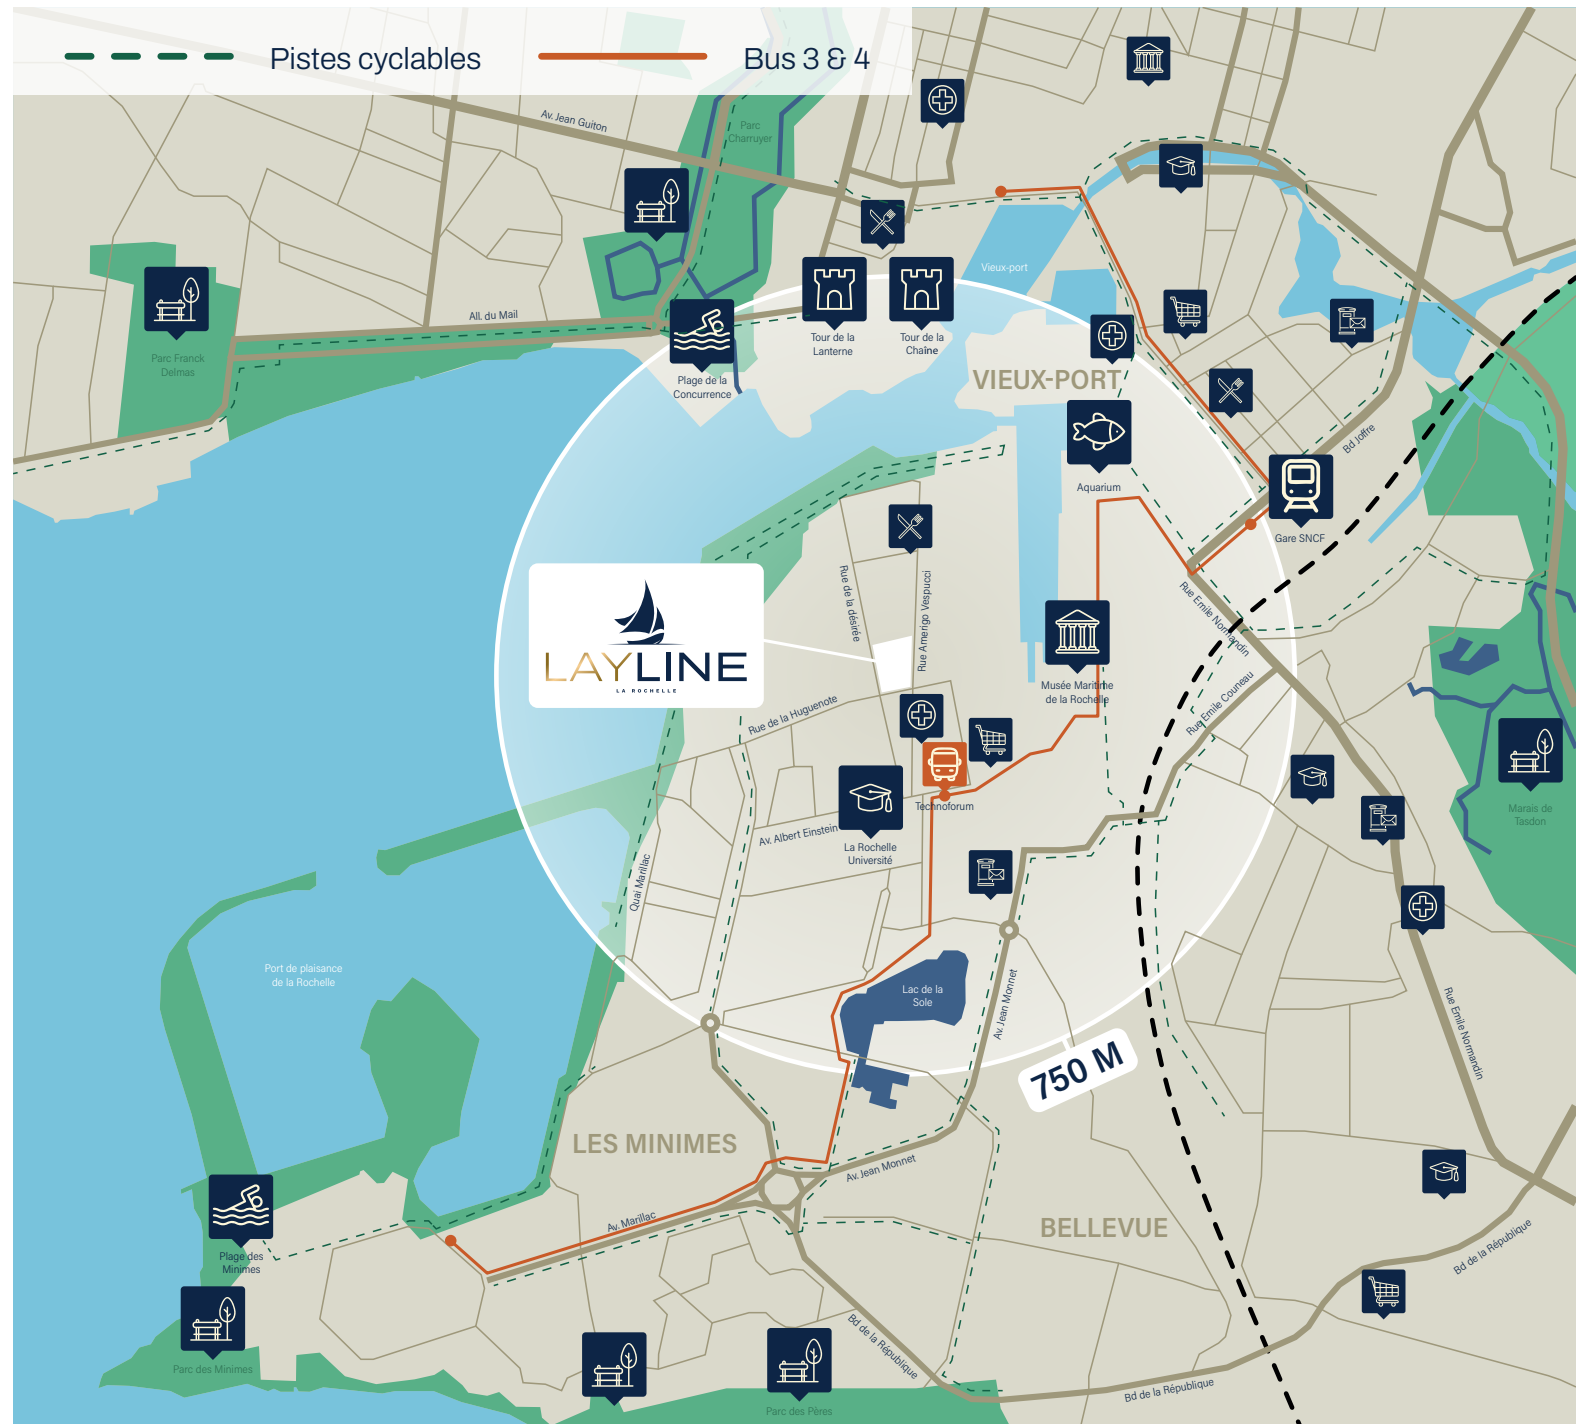 Pistes cyclables
Bus 3 & 4
Av. Jean Guiton
Parc
Charruyer
Vieux-port
All. du Mail
Parc Franck
Delmas
Tour de la
Lanterne
Tour de la
Chaîne
Plage de la
Concurrence
VIEUX-PORT
Bd Joffre
Aquarium
Gare SNCF
Rue de la désirée
Rue Amerigo Vespucci
Rue Emile Normandin
LAYLINE
LA ROCHELLE
Musée Maritime
de la Rochelle
Rue Emile Couneau
Rue de la Huguenote
Technoforum
Marais de
Tasdon
Av. Albert Einstein
La Rochelle
Université
Quai Marillac
Port de plaisance
de la Rochelle
Lac de la
Sole
Av. Jean Monnet
Rue Emile Normandin
750 M
LES MINIMES
Av. Jean Monnet
Av. Marillac
BELLEVUE
Plage des
Minimes
Bd de la République
Parc des Minimes
Bd de la République
Bd de la République
Parc des Pères